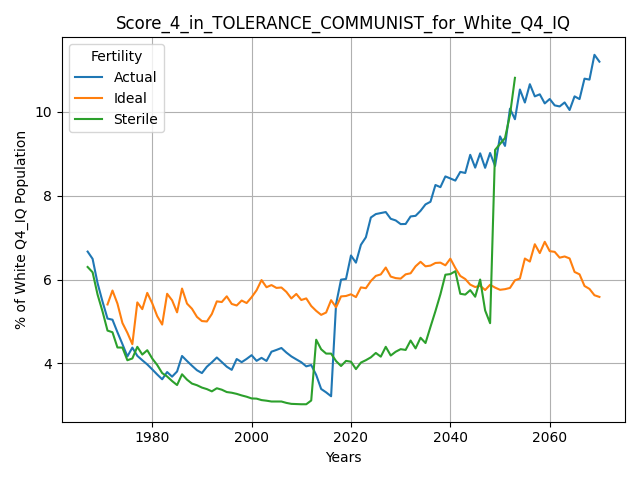 Score_4_in_TOLERANCE_COMMUNIST_for_White_Q4_IQ
Fertility
Actual
Ideal
Sterile
% of White Q4_IQ Population
10
8
6
4
1980 2000 2020 2040 2060
Years